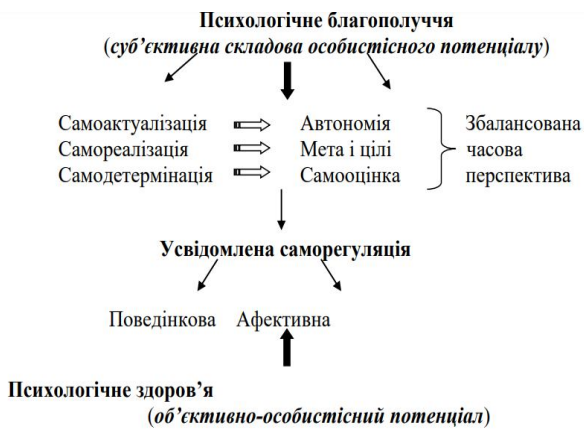 Психологічне благополуччя
(суб’єктивна складова особистісного потенціалу)
Самоактуалізація Автономія Збалансована
Самореалізація Мета і цілі часова
Самодетермінація Самооцінка перспектива
Усвідомлена саморегуляція
Поведінкова Афективна
Психологічне здоров’я
(об’єктивно-особистісний потенціал)